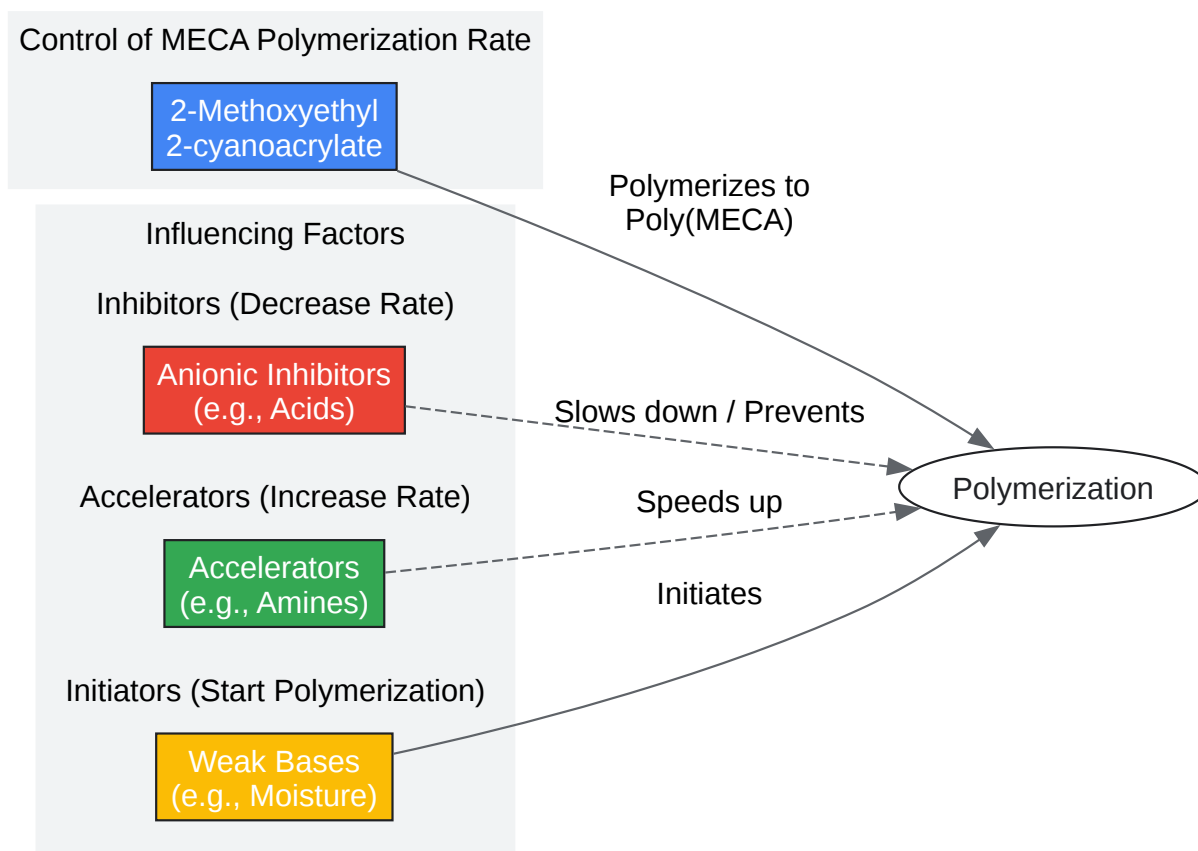 Control of MECA Polymerization Rate
2-Methoxyethyl
2-cyanoacrylate
Polymerizes to
Poly(MECA)
Influencing Factors
Inhibitors (Decrease Rate)
Anionic Inhibitors
(e.g., Acids)
Slows down / Prevents
Polymerization
Accelerators (Increase Rate)
Speeds up
Accelerators
(e.g., Amines)
Initiates
Initiators (Start Polymerization)
Weak Bases
(e.g., Moisture)